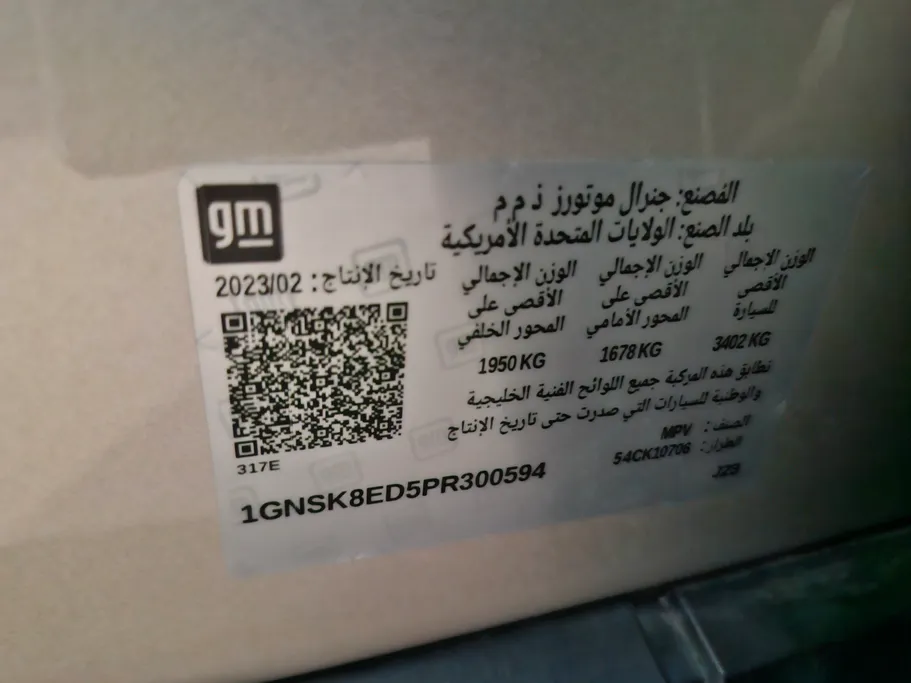 gm
المُصنع: جنرال موتورز ذ م م
بلد الصنع: الولايات المتحدة الأمريكية
تاريخ الإنتاج: 2023/02
الوزن الإجمالي الأقصى للسيارة
3402 KG
الوزن الإجمالي الأقصى على المحور الأمامي
1678 KG
الوزن الإجمالي الأقصى على المحور الخلفي
1950 KG
تطابق هذه المركبة جميع اللوائح الفنية الخليجية
والوطنية للسيارات التي صدرت حتى تاريخ الإنتاج
الصنف: MPV
الطراز: 54CK10706
317E
1GNSK8ED5PR300594